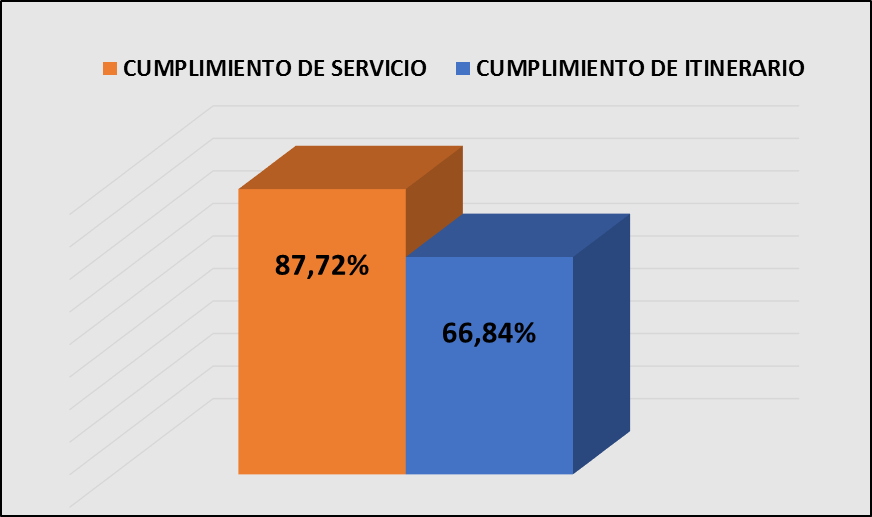 CUMPLIMIENTO DE SERVICIO CUMPLIMIENTO DE ITINERARIO
87,72%
66,84%